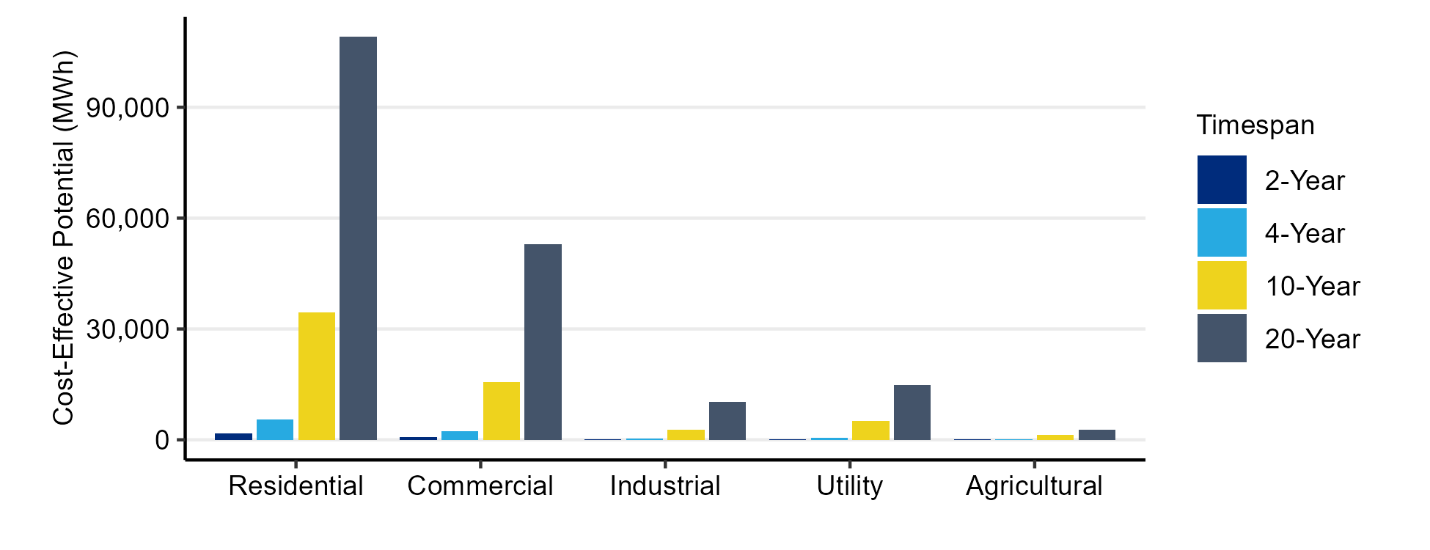 Cost-Effective Potential (MWh)
90,000
60,000
30,000
0
Residential
Commercial
Industrial
Utility
Agricultural
Timespan
2-Year
4-Year
10-Year
20-Year